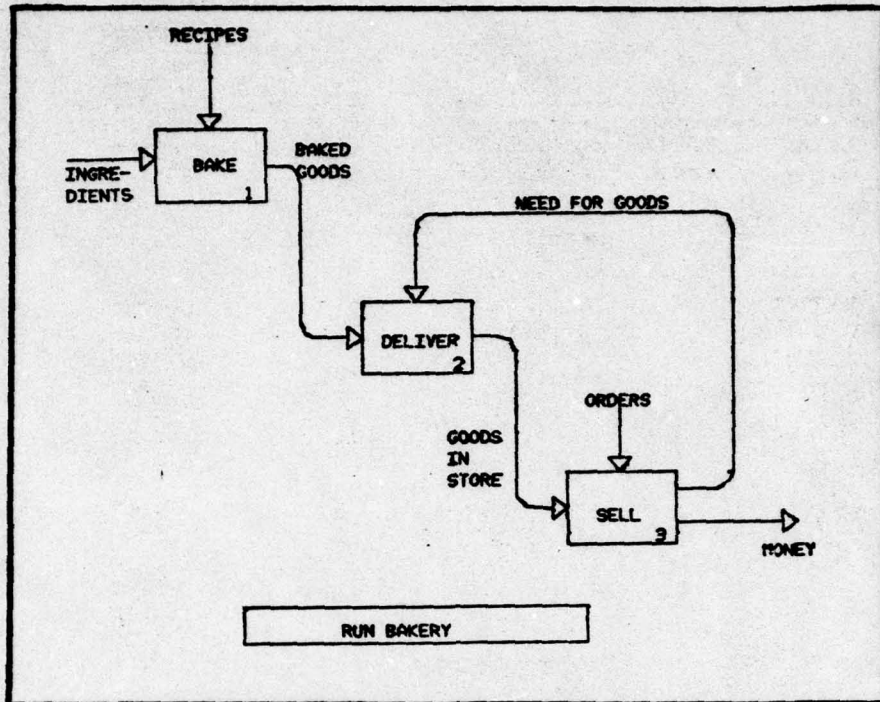 RECIPES
INGRE-
DIENTS
BAKE
1
BAKED
GOODS
NEED FOR GOODS
DELIVER
2
ORDERS
GOODS
IN
STORE
SELL
3
MONEY
RUN BAKERY